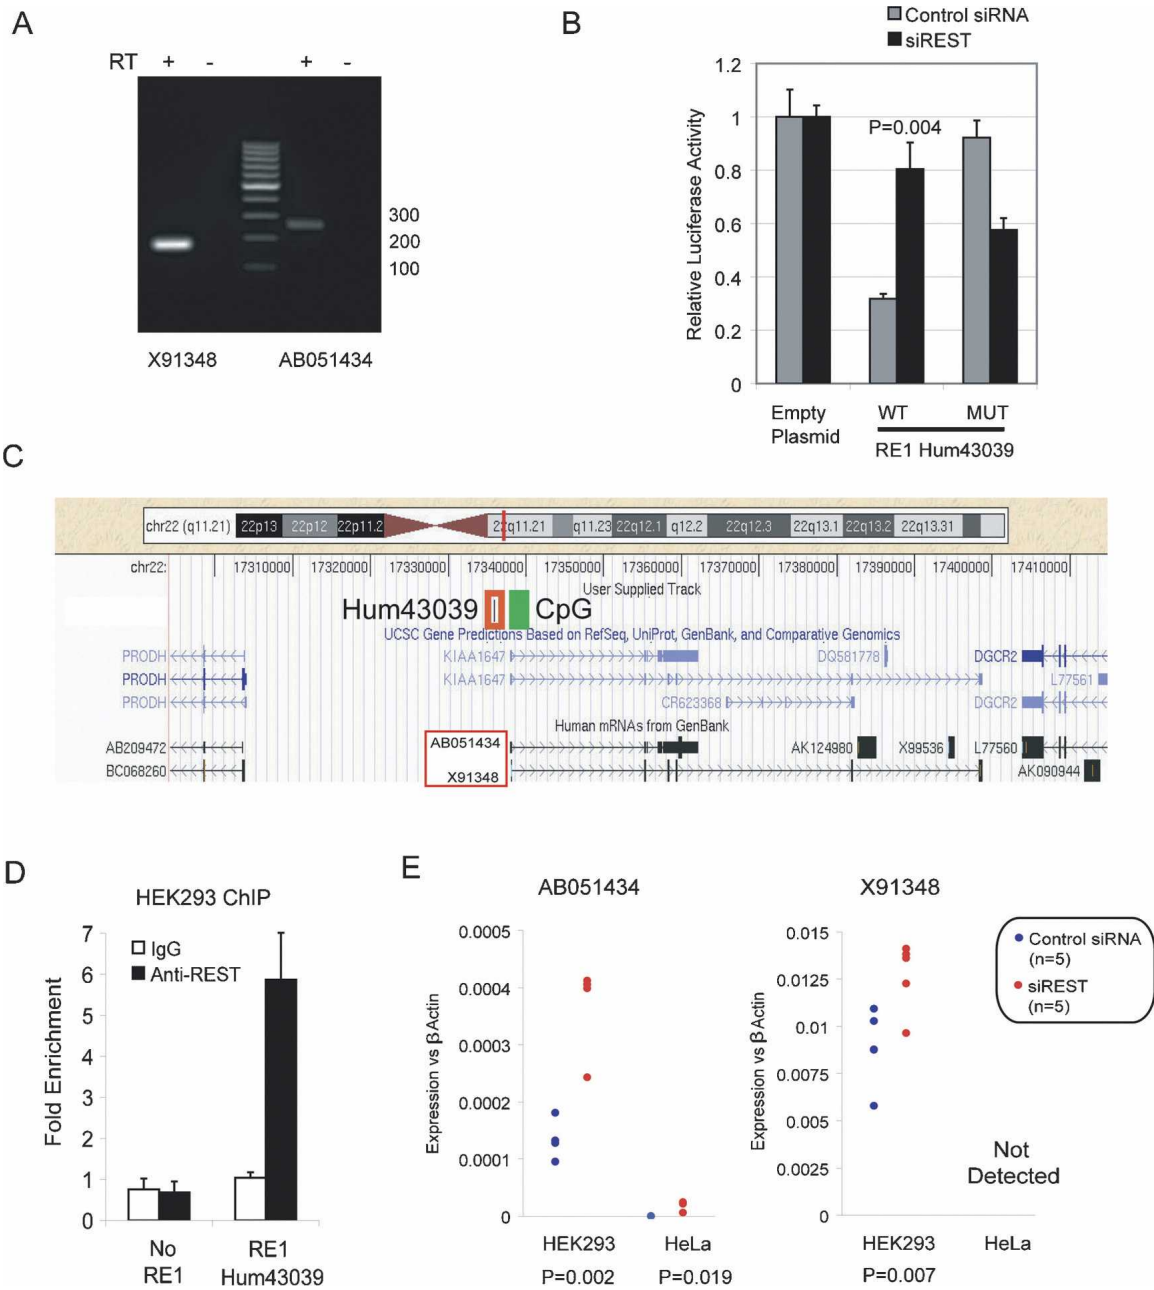 A
RT + - + -
300
200
100
X91348 AB051434
B
Control siRNA
siREST
Relative Luciferase Activity
1.2
1
0.8
0.6
0.4
0.2
0
P=0.004
Empty Plasmid
WT MUT
RE1 Hum43039
C
chr22 (q11.21) 22p13 22p12 22p11.2 22q11.21 q11.23 22q12.1 q12.2 22q12.3 22q13.1 22q13.2 22q13.31
chr22: 17310000 17320000 17330000 17340000 17350000 17360000 17370000 17380000 17390000 17400000 17410000
User Supplied Track
Hum43039 CpG
UCSC Gene Predictions Based on RefSeq, UniProt, GenBank, and Comparative Genomics
PRODH KIAA1647 DQ581778 DGCR2
PRODH KIAA1647 L77561
PRODH CR623368 DGCR2
Human mRNAs from GenBank
AB209472 AB051434 AK124980 X99536 L77560
BC068260 X91348 AK090944
D
HEK293 ChIP
IgG
Anti-REST
Fold Enrichment
7
6
5
4
3
2
1
0
No RE1
RE1 Hum43039
E
AB051434
Expression vs βActin
0.0005
0.0004
0.0003
0.0002
0.0001
0
HEK293 HeLa
P=0.002 P=0.019
X91348
Expression vs βActin
0.015
0.0125
0.01
0.0075
0.005
0.0025
0
Not
Detected
HEK293 HeLa
P=0.007
Control siRNA
(n=5)
siREST
(n=5)